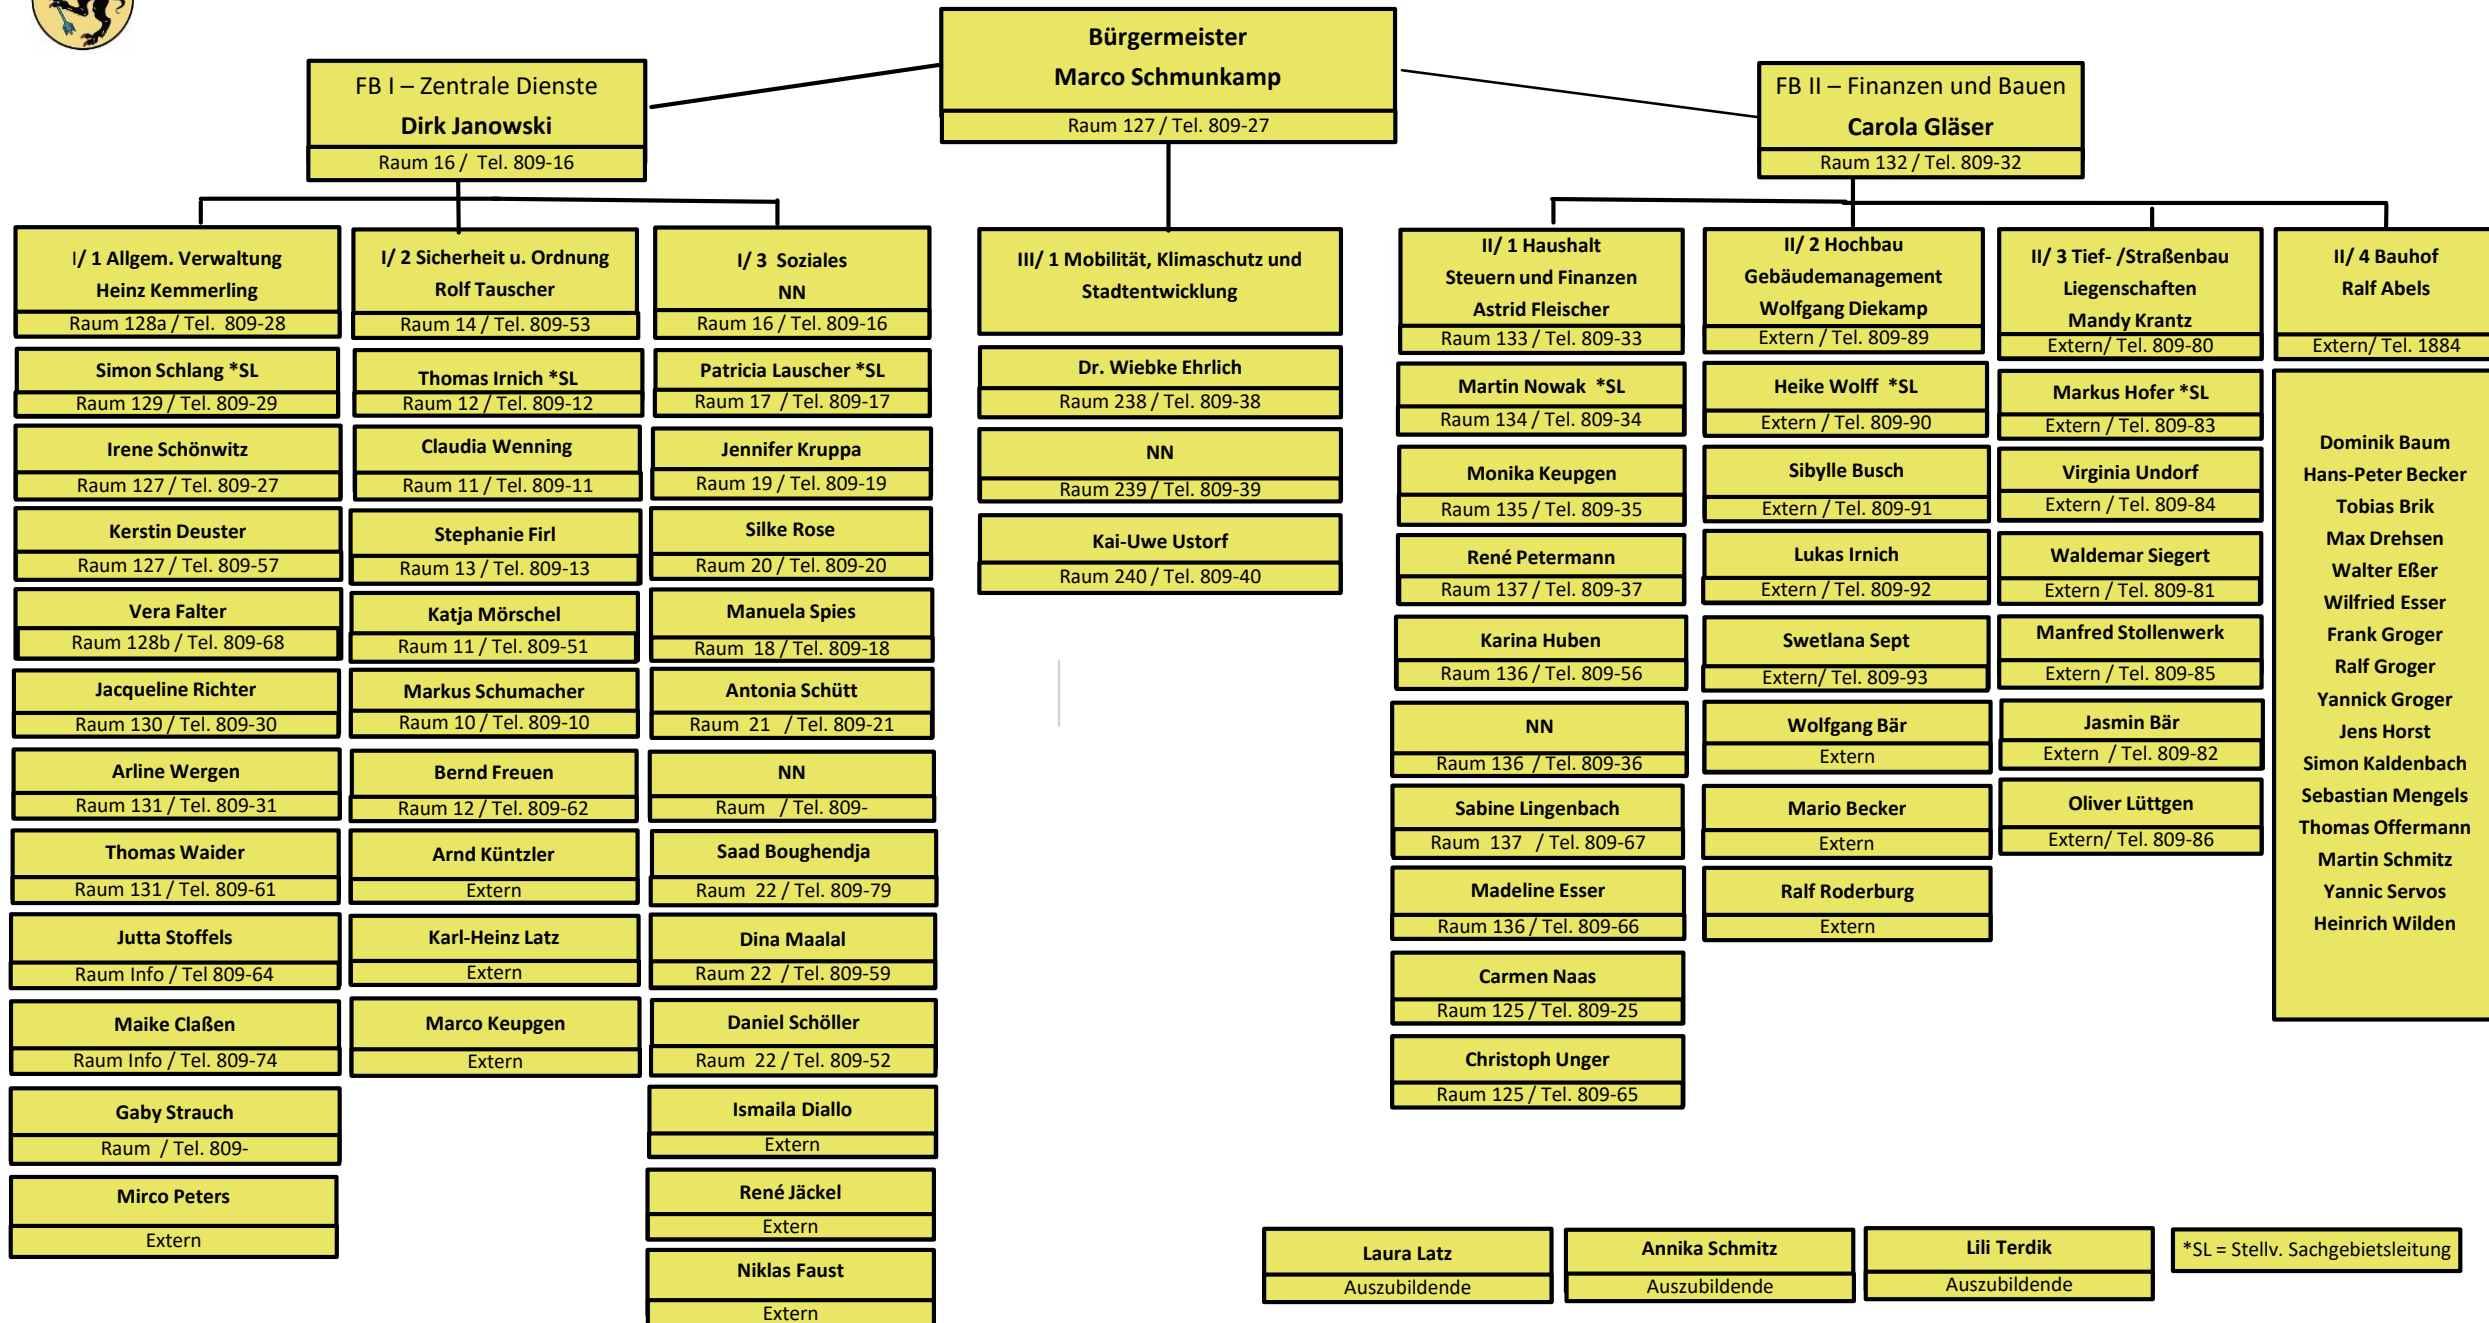 Bürgermeister
Marco Schmunkamp
Raum 127 / Tel. 809-27
FB I – Zentrale Dienste
Dirk Janowski
Raum 16 / Tel. 809-16
FB II – Finanzen und Bauen
Carola Gläser
Raum 132 / Tel. 809-32
I/ 1 Allgem. Verwaltung
Heinz Kemmerling
Raum 128a / Tel. 809-28
Simon Schlang *SL
Raum 129 / Tel. 809-29
Irene Schönwitz
Raum 127 / Tel. 809-27
Kerstin Deuster
Raum 127 / Tel. 809-57
Vera Falter
Raum 128b / Tel. 809-68
Jacqueline Richter
Raum 130 / Tel. 809-30
Arline Wergen
Raum 131 / Tel. 809-31
Thomas Waider
Raum 131 / Tel. 809-61
Jutta Stoffels
Raum Info / Tel 809-64
Maike Claßen
Raum Info / Tel. 809-74
Gaby Strauch
Raum / Tel. 809-
Mirco Peters
Extern
I/ 2 Sicherheit u. Ordnung
Rolf Tauscher
Raum 14 / Tel. 809-53
Thomas Irnich *SL
Raum 12 / Tel. 809-12
Claudia Wenning
Raum 11 / Tel. 809-11
Stephanie Firl
Raum 13 / Tel. 809-13
Katja Mörschel
Raum 11 / Tel. 809-51
Markus Schumacher
Raum 10 / Tel. 809-10
Bernd Freuen
Raum 12 / Tel. 809-62
Arnd Küntzler
Extern
Karl-Heinz Latz
Extern
Marco Keupgen
Extern
I/ 3 Soziales
NN
Raum 16 / Tel. 809-16
Patricia Lauscher *SL
Raum 17 / Tel. 809-17
Jennifer Kruppa
Raum 19 / Tel. 809-19
Silke Rose
Raum 20 / Tel. 809-20
Manuela Spies
Raum 18 / Tel. 809-18
Antonia Schütt
Raum 21 / Tel. 809-21
NN
Raum / Tel. 809-
Saad Boughendja
Raum 22 / Tel. 809-79
Dina Maalal
Raum 22 / Tel. 809-59
Daniel Schöller
Raum 22 / Tel. 809-52
Ismaila Diallo
Extern
René Jäckel
Extern
Niklas Faust
Extern
III/ 1 Mobilität, Klimaschutz und
Stadtentwicklung
Dr. Wiebke Ehrlich
Raum 238 / Tel. 809-38
NN
Raum 239 / Tel. 809-39
Kai-Uwe Ustorf
Raum 240 / Tel. 809-40
II/ 1 Haushalt
Steuern und Finanzen
Astrid Fleischer
Raum 133 / Tel. 809-33
Martin Nowak *SL
Raum 134 / Tel. 809-34
Monika Keupgen
Raum 135 / Tel. 809-35
René Petermann
Raum 137 / Tel. 809-37
Karina Huben
Raum 136 / Tel. 809-56
NN
Raum 136 / Tel. 809-36
Sabine Lingenbach
Raum 137 / Tel. 809-67
Madeline Esser
Raum 136 / Tel. 809-66
Carmen Naas
Raum 125 / Tel. 809-25
Christoph Unger
Raum 125 / Tel. 809-65
II/ 2 Hochbau
Gebäudemanagement
Wolfgang Diekamp
Extern / Tel. 809-89
Heike Wolff *SL
Extern / Tel. 809-90
Sibylle Busch
Extern / Tel. 809-91
Lukas Irnich
Extern / Tel. 809-92
Swetlana Sept
Extern/ Tel. 809-93
Wolfgang Bär
Extern
Mario Becker
Extern
Ralf Roderburg
Extern
II/ 3 Tief- /Straßenbau
Liegenschaften
Mandy Krantz
Extern/ Tel. 809-80
Markus Hofer *SL
Extern / Tel. 809-83
Virginia Undorf
Extern / Tel. 809-84
Waldemar Siegert
Extern / Tel. 809-81
Manfred Stollenwerk
Extern / Tel. 809-85
Jasmin Bär
Extern / Tel. 809-82
Oliver Lüttgen
Extern/ Tel. 809-86
II/ 4 Bauhof
Ralf Abels
Extern/ Tel. 1884
Dominik Baum
Hans-Peter Becker
Tobias Brik
Max Drehsen
Walter Eßer
Wilfried Esser
Frank Groger
Ralf Groger
Yannick Groger
Jens Horst
Simon Kaldenbach
Sebastian Mengels
Thomas Offermann
Martin Schmitz
Yannic Servos
Heinrich Wilden
Laura Latz
Auszubildende
Annika Schmitz
Auszubildende
Lili Terdik
Auszubildende
*SL = Stellv. Sachgebietsleitung